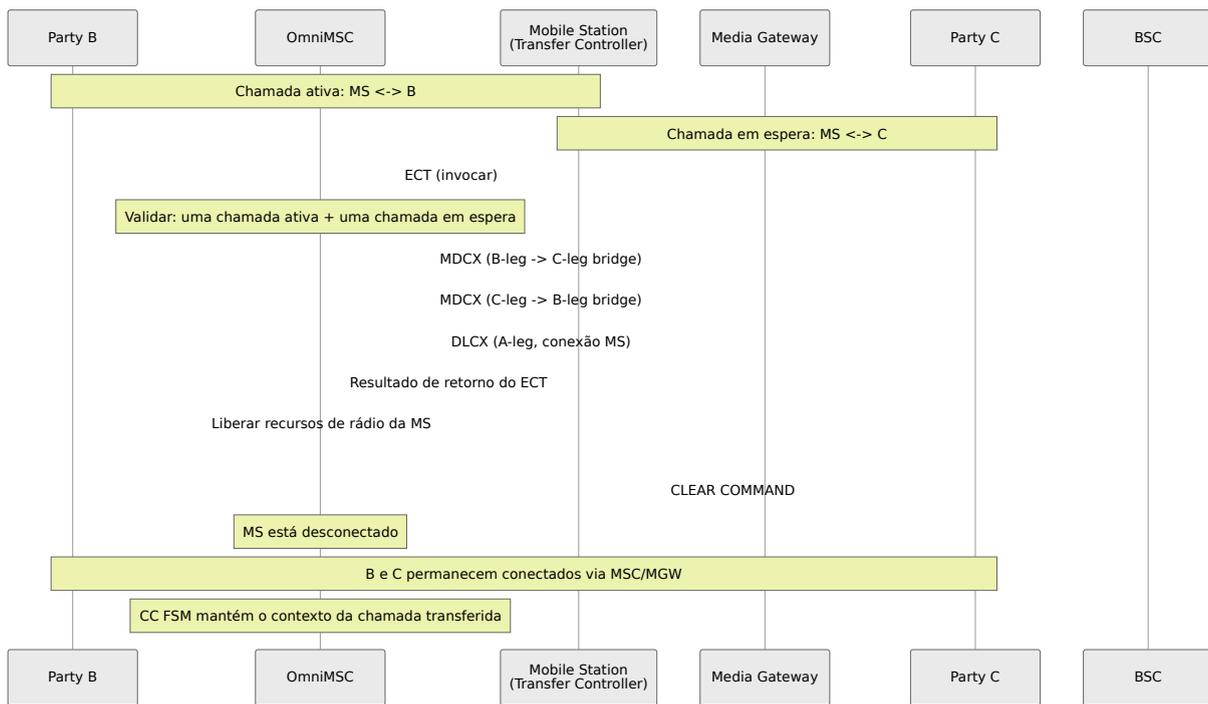 Party B
OmniMSC
Mobile Station
(Transfer Controller)
Media Gateway
Party C
BSC
Chamada ativa: MS <-> B
Chamada em espera: MS <-> C
ECT (invocar)
Validar: uma chamada ativa + uma chamada em espera
MDCX (B-leg -> C-leg bridge)
MDCX (C-leg -> B-leg bridge)
DLCX (A-leg, conexão MS)
Resultado de retorno do ECT
Liberar recursos de rádio da MS
CLEAR COMMAND
MS está desconectado
B e C permanecem conectados via MSC/MGW
CC FSM mantém o contexto da chamada transferida
Party B
OmniMSC
Mobile Station
(Transfer Controller)
Media Gateway
Party C
BSC